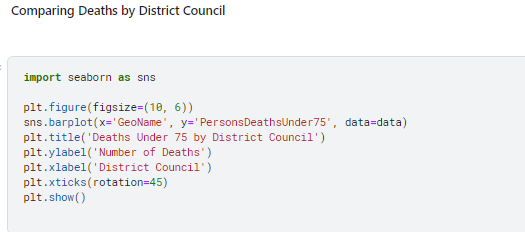 Comparing Deaths by District Council
import seaborn as sns
plt.figure(figsize=(10, 6))
sns.barplot(x='GeoName', y='PersonsDeathsUnder75', data=data)
plt.title('Deaths Under 75 by District Council')
plt.ylabel('Number of Deaths')
plt.xlabel('District Council')
plt.xticks(rotation=45)
plt.show()